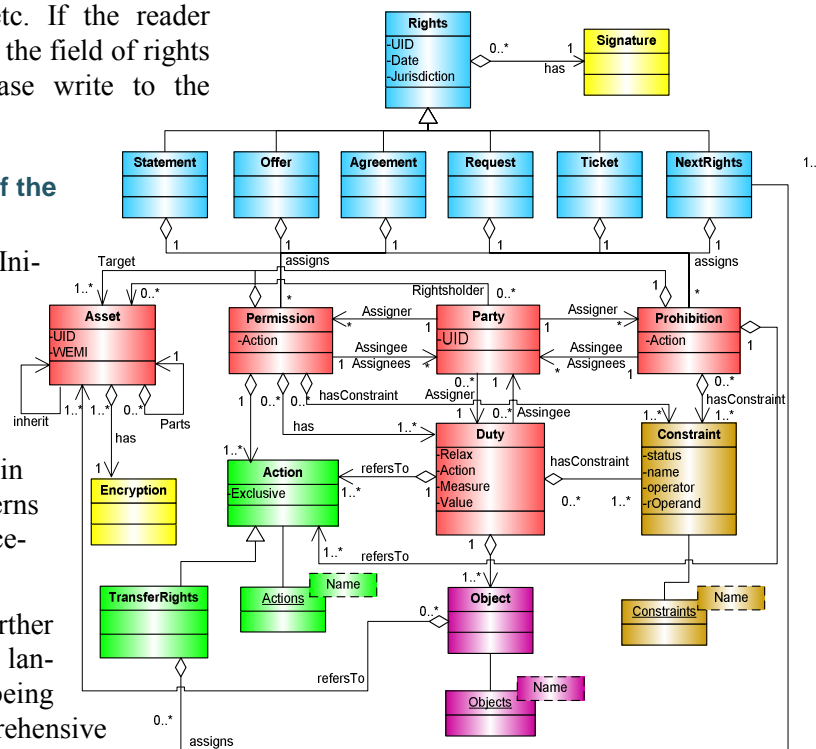 etc. If the reader
the field of rights
ase write to the
f the
Ini-
in
erns
ce-
rther
lan-
being
rehensive
Rights
-UID
-Date
-Jurisdiction
0..* 1
has
Signature
Statement Offer Agreement Request Ticket NextRights
1..
1 1 1 1 1 1
assigns assigns
Target
1..* 0..* * Rightsholder 0..* 1 *
Asset
-UID
-WEMI
Permission
-Action
Assigner
* 1
Assingee
1 *
Assignees
Party
-UID
Assigner
1 *
Assingee
* 1
Assignees
Prohibition
-Action
1
inherit
1
Parts
1..* 1..* 0..*
has
1
Encryption
1 0..* 0..*
hasConstraint
0..* Assigner
1 0..* Assingee
1..*
0..*
hasConstraint
1..*
has 1..*
1..*
Action
-Exclusive
refersTo
1..* 1
Duty
-Relax
-Action
-Measure
-Value
hasConstraint
0..* 1..*
Constraint
-status
-name
-operator
-rOperand
1..* refersTo
1
1..*
TransferRights
Actions
Name
Object
0..*
Constraints
Name
refersTo
Objects
Name
0..*
assigns